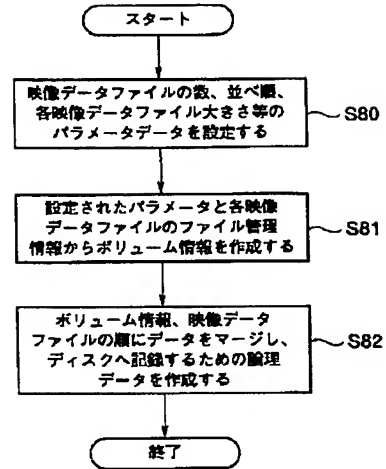 スタート
映像データファイルの数、並べ順、
各映像データファイル大きさ等の
パラメータデータを設定する
S80
設定されたパラメータと各映像
データファイルのファイル管理
情報からボリューム情報を作成する
S81
ボリューム情報、映像データ
ファイルの順にデータをマージし、
ディスクへ記録するための論理
データを作成する
S82
終了